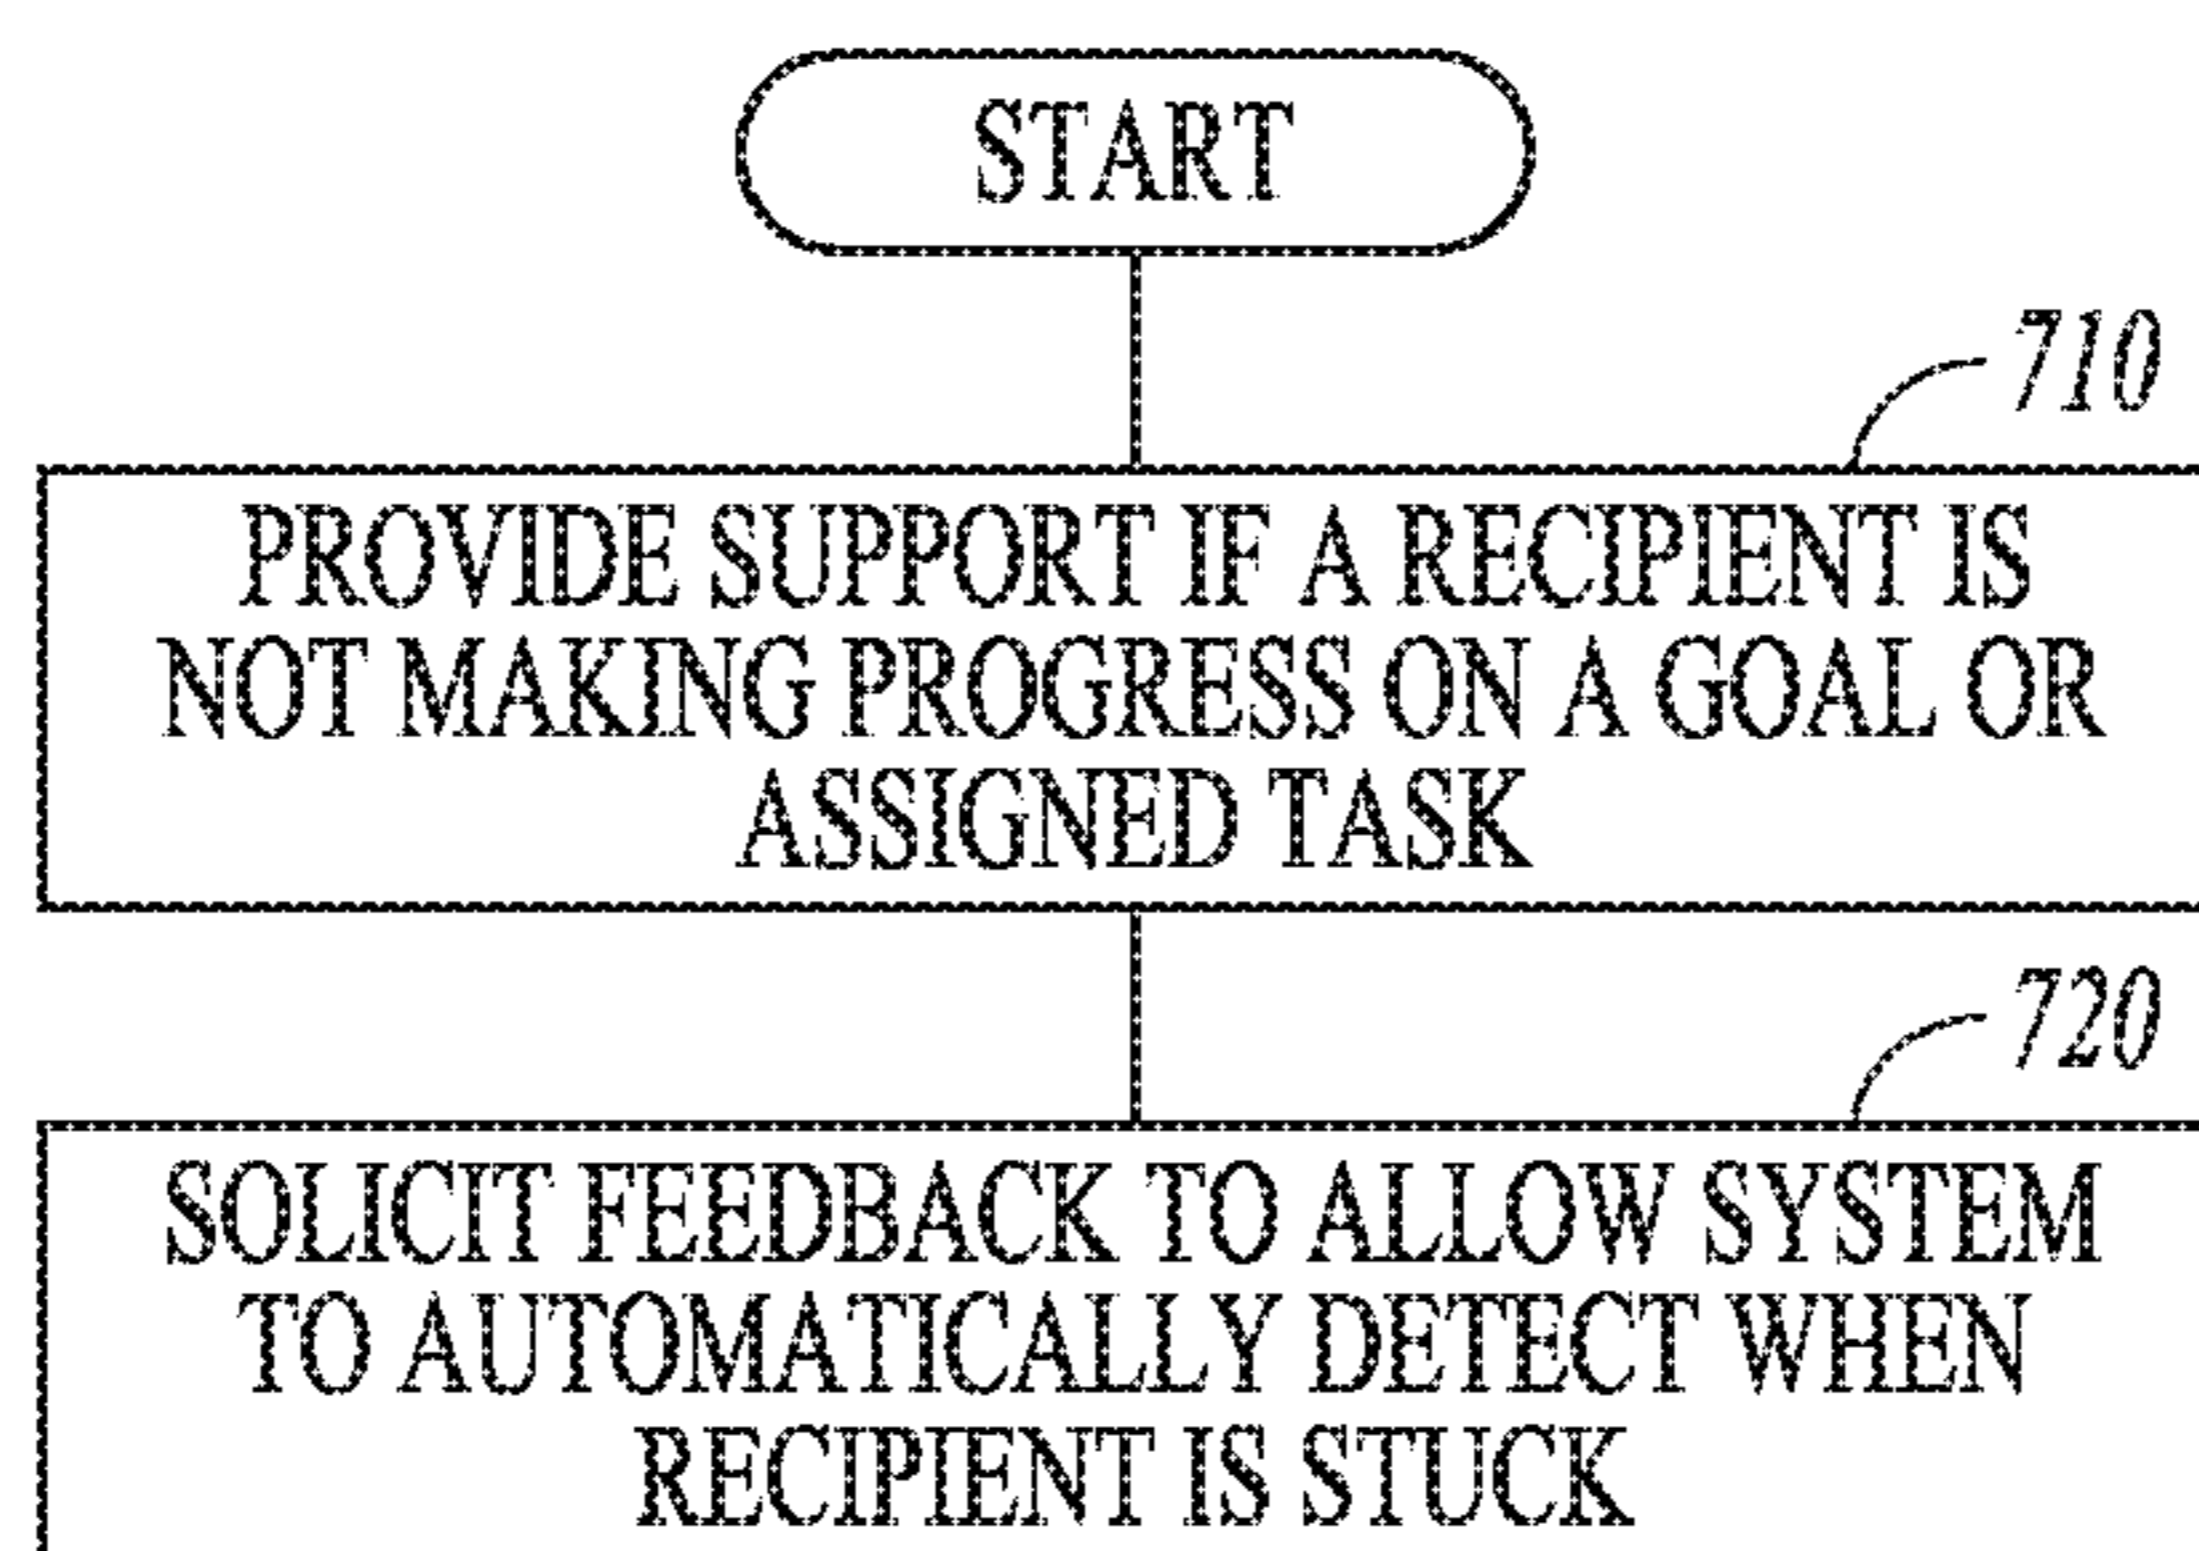 START
710
PROVIDE SUPPORT IF A RECIPIENT IS
NOT MAKING PROGRESS ON A GOAL OR
ASSIGNED TASK
720
SOLICIT FEEDBACK TO ALLOW SYSTEM
TO AUTOMATICALLY DETECT WHEN
RECIPIENT IS STUCK